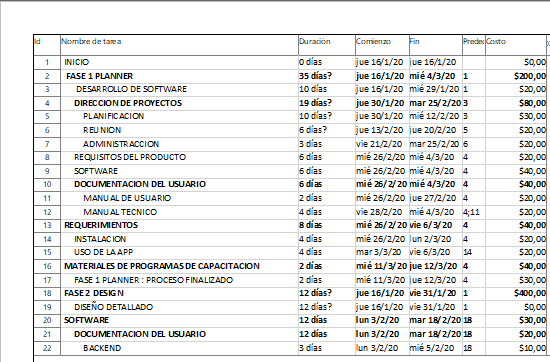 Id Nombre de tarea Duración Comienzo Fin Predec Costo
1 INICIO 0 días jue 16/1/20 jue 16/1/20 $0,00
2 FASE 1 PLANNER 35 días? jue 16/1/20 mié 4/3/20 1 $200,00
3 DESARROLLO DE SOFTWARE 10 días jue 16/1/20 mié 29/1/20 1 $20,00
4 DIRECCION DE PROYECTOS 19 días? jue 30/1/20 mar 25/2/20 3 $80,00
5 PLANIFICACION 10 días? jue 30/1/20 mié 12/2/20 3 $30,00
6 REUNION 6 días? jue 13/2/20 jue 20/2/20 5 $20,00
7 ADMINISTRACCION 3 días vie 21/2/20 mar 25/2/20 6 $20,00
8 REQUISITOS DEL PRODUCTO 6 días mié 26/2/20 mié 4/3/20 4 $20,00
9 SOFTWARE 6 días mié 26/2/20 mié 4/3/20 4 $40,00
10 DOCUMENTACION DEL USUARIO 6 días mié 26/2/20 mié 4/3/20 4 $40,00
11 MANUAL DE USUARIO 2 días mié 26/2/20 jue 27/2/20 4 $20,00
12 MANUAL TECNICO 4 días vie 28/2/20 mié 4/3/20 4;11 $20,00
13 REQUERIMIENTOS 8 días mié 26/2/20 vie 6/3/20 4 $40,00
14 INSTALACION 4 días mié 26/2/20 lun 2/3/20 4 $20,00
15 USO DE LA APP 4 días mar 3/3/20 vie 6/3/20 14 $20,00
16 MATERIALES DE PROGRAMAS DE CAPACITACION 2 días mié 11/3/20 jue 12/3/20 4 $40,00
17 FASE 1 PLANNER : PROCESO FINALIZADO 2 días mié 11/3/20 jue 12/3/20 4 $30,00
18 FASE 2 DESIGN 12 días? jue 16/1/20 vie 31/1/20 1 $400,00
19 DISEÑO DETALLADO 12 días? jue 16/1/20 vie 31/1/20 1 $0,00
20 SOFTWARE 12 días lun 3/2/20 mar 18/2/20 18 $30,00
21 DOCUMENTACION DEL USUARIO 12 días lun 3/2/20 mar 18/2/20 18 $20,00
22 BACKEND 3 días lun 3/2/20 mié 5/2/20 18 $10,00